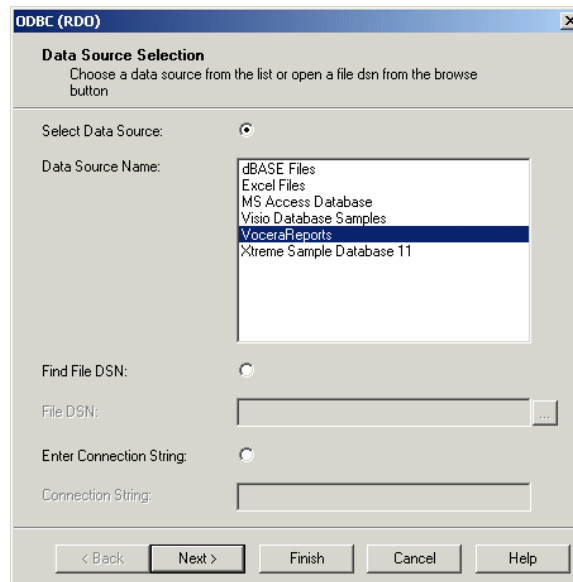 ODBC (RDO)
Data Source Selection
Choose a data source from the list or open a file dsn from the browse
button
Select Data Source:
Data Source Name:
dBASE Files
Excel Files
MS Access Database
Visio Database Samples
VoceraReports
Xtreme Sample Database 11
Find File DSN:
File DSN:
...
Enter Connection String:
Connection String:
< Back Next > Finish Cancel Help